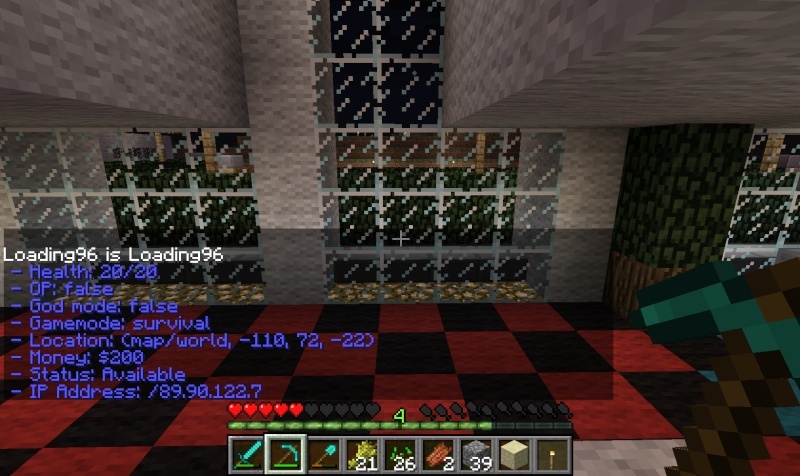 Loading96 is Loading96
- Health: 20/20
- OP: false
- God mode: false
- Gamemode: survival
- Location: (map/world, -110, 72, -22)
- Money: $200
- Status: Available
- IP Address: /89.90.122.7
4
21 26 2 39